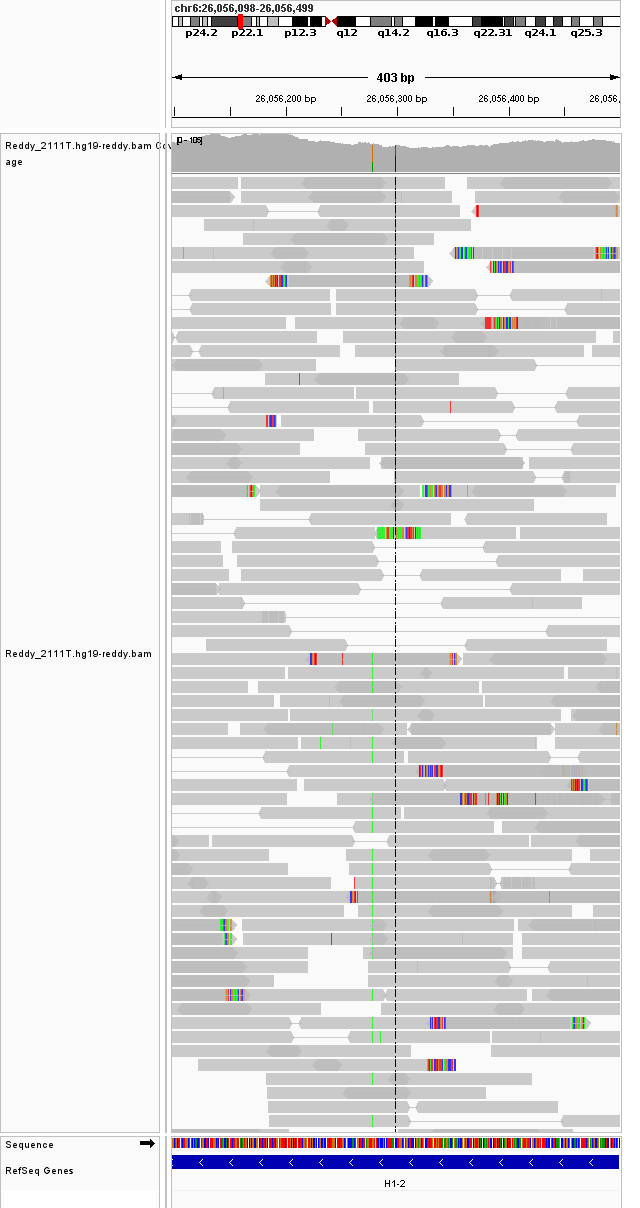 chr6:26,056,098-26,056,499
p24.2 p22.1 p12.3 q12 q14.2 q16.3 q22.31 q24.1 q25.3
403 bp
26,056,200 bp 26,056,300 bp 26,056,400 bp 26,056,
Reddy_2111T.hg19-reddy.bam Cov
age
[0 - 106]
Reddy_2111T.hg19-reddy.bam
Sequence
RefSeq Genes
H1-2